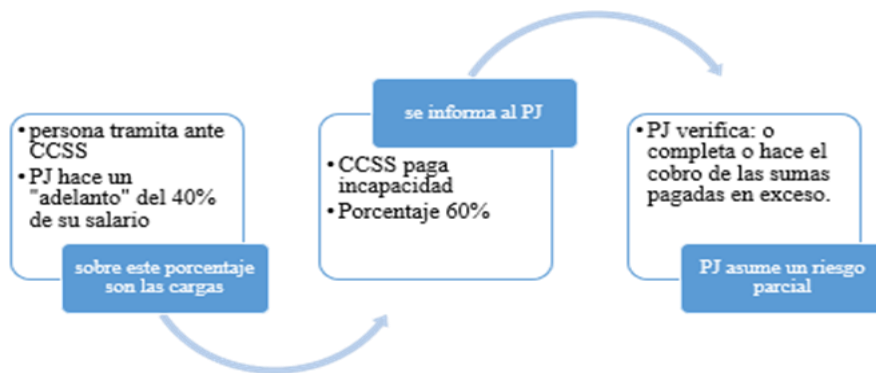 • persona tramita ante
CCSS
• PJ hace un
"adelanto" del 40%
de su salario
sobre este porcentaje
son las cargas
se informa al PJ
• CCSS paga
incapacidad
• Porcentaje 60%
• PJ verifica: o
completa o hace el
cobro de las sumas
pagadas en exceso.
PJ asume un riesgo
parcial